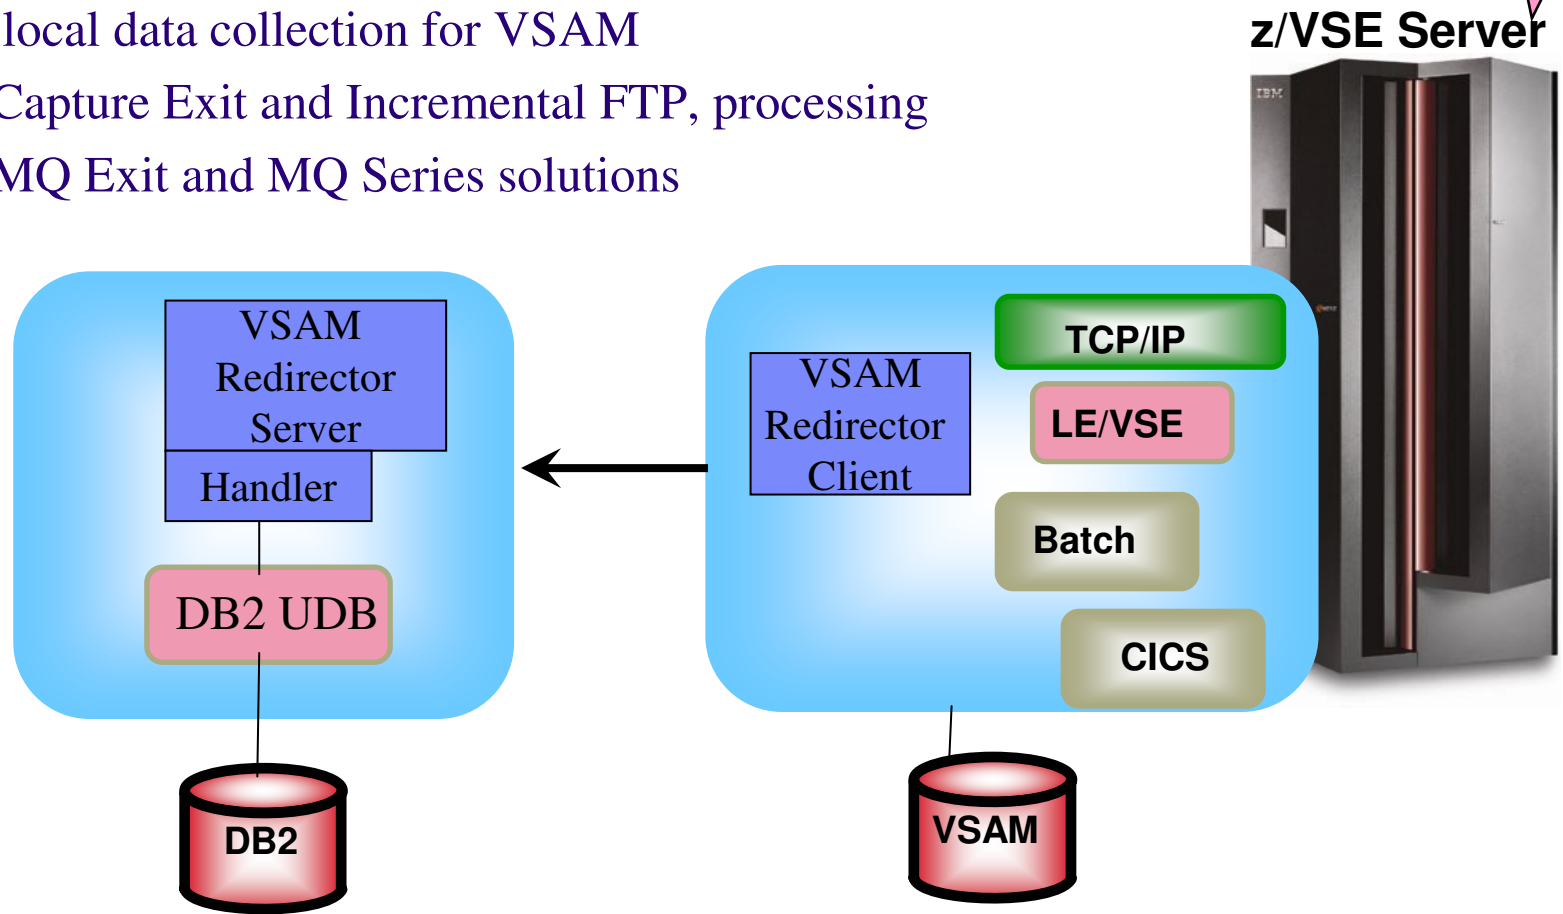 local data collection for VSAM
Capture Exit and Incremental FTP, processing
MQ Exit and MQ Series solutions
z/VSE Server
IBM
VSAM
Redirector
Server
Handler
DB2 UDB
DB2
VSAM
Redirector
Client
TCP/IP
LE/VSE
Batch
CICS
VSAM